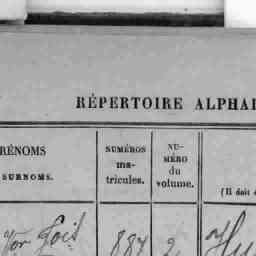 RÉPERTOIRE ALPHA
RÉNOMS
SURNOMS.
NUMÉROS
ma-
tricules.
NU-
MÉRO
du
volume.
(Il doit
887 2